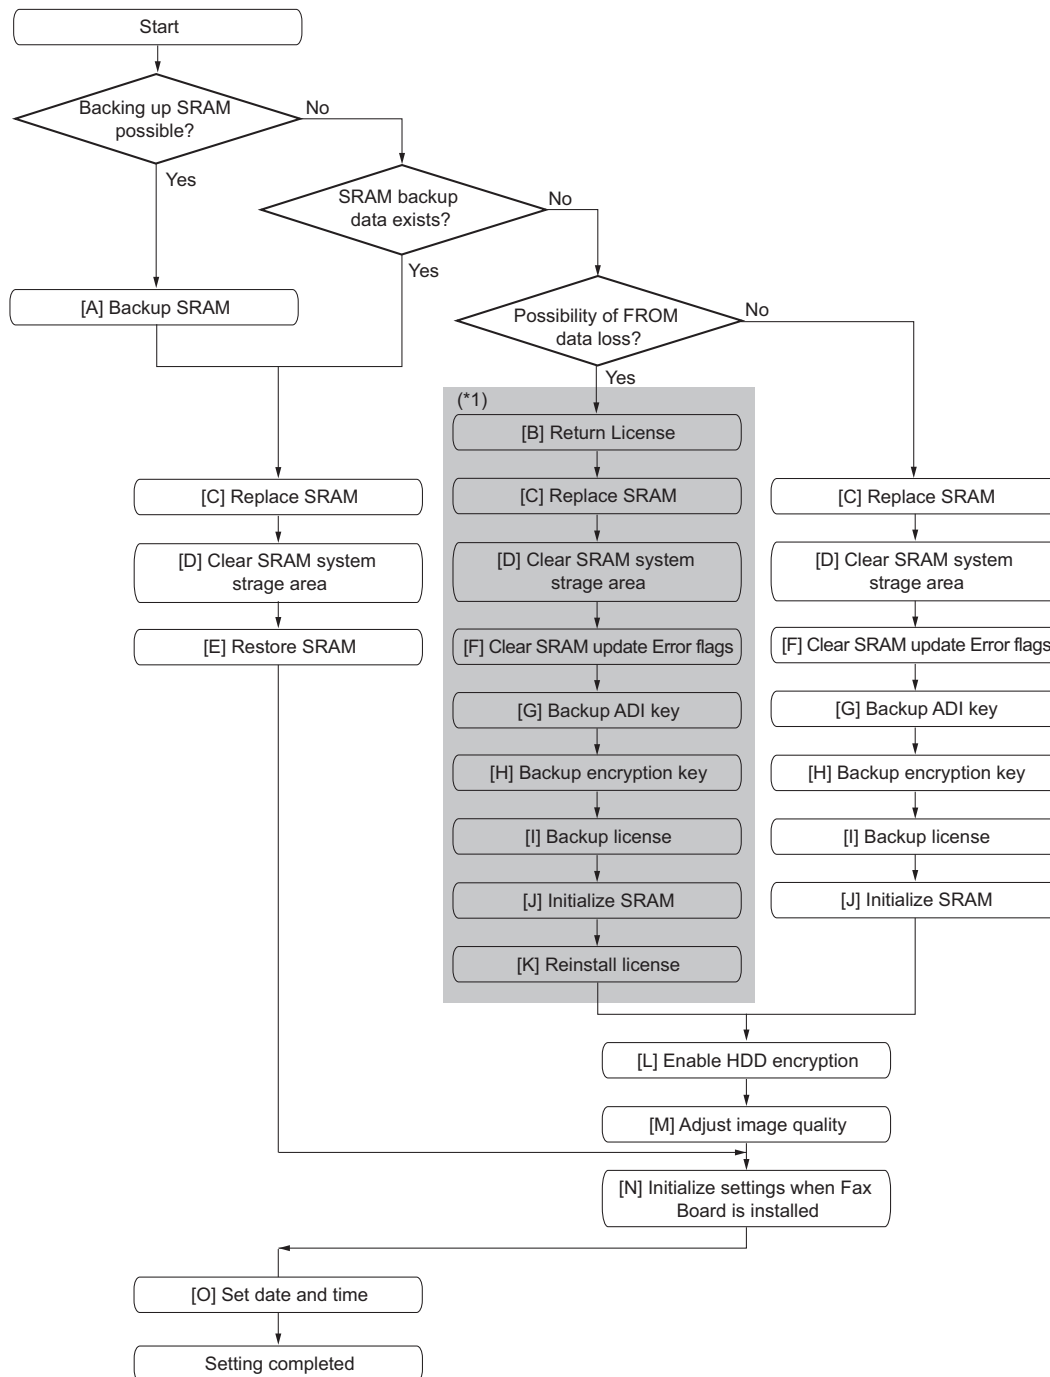 Start
Backing up SRAM
possible?
No
Yes
SRAM backup
data exists?
No
Yes
[A] Backup SRAM
Possibility of FROM
data loss?
No
Yes
(*1)
[B] Return License
[C] Replace SRAM
[C] Replace SRAM
[C] Replace SRAM
[D] Clear SRAM system
strage area
[D] Clear SRAM system
strage area
[D] Clear SRAM system
strage area
[E] Restore SRAM
[F] Clear SRAM update Error flags
[F] Clear SRAM update Error flags
[G] Backup ADI key
[G] Backup ADI key
[H] Backup encryption key
[H] Backup encryption key
[I] Backup license
[I] Backup license
[J] Initialize SRAM
[J] Initialize SRAM
[K] Reinstall license
[L] Enable HDD encryption
[M] Adjust image quality
[N] Initialize settings when Fax
Board is installed
[O] Set date and time
Setting completed